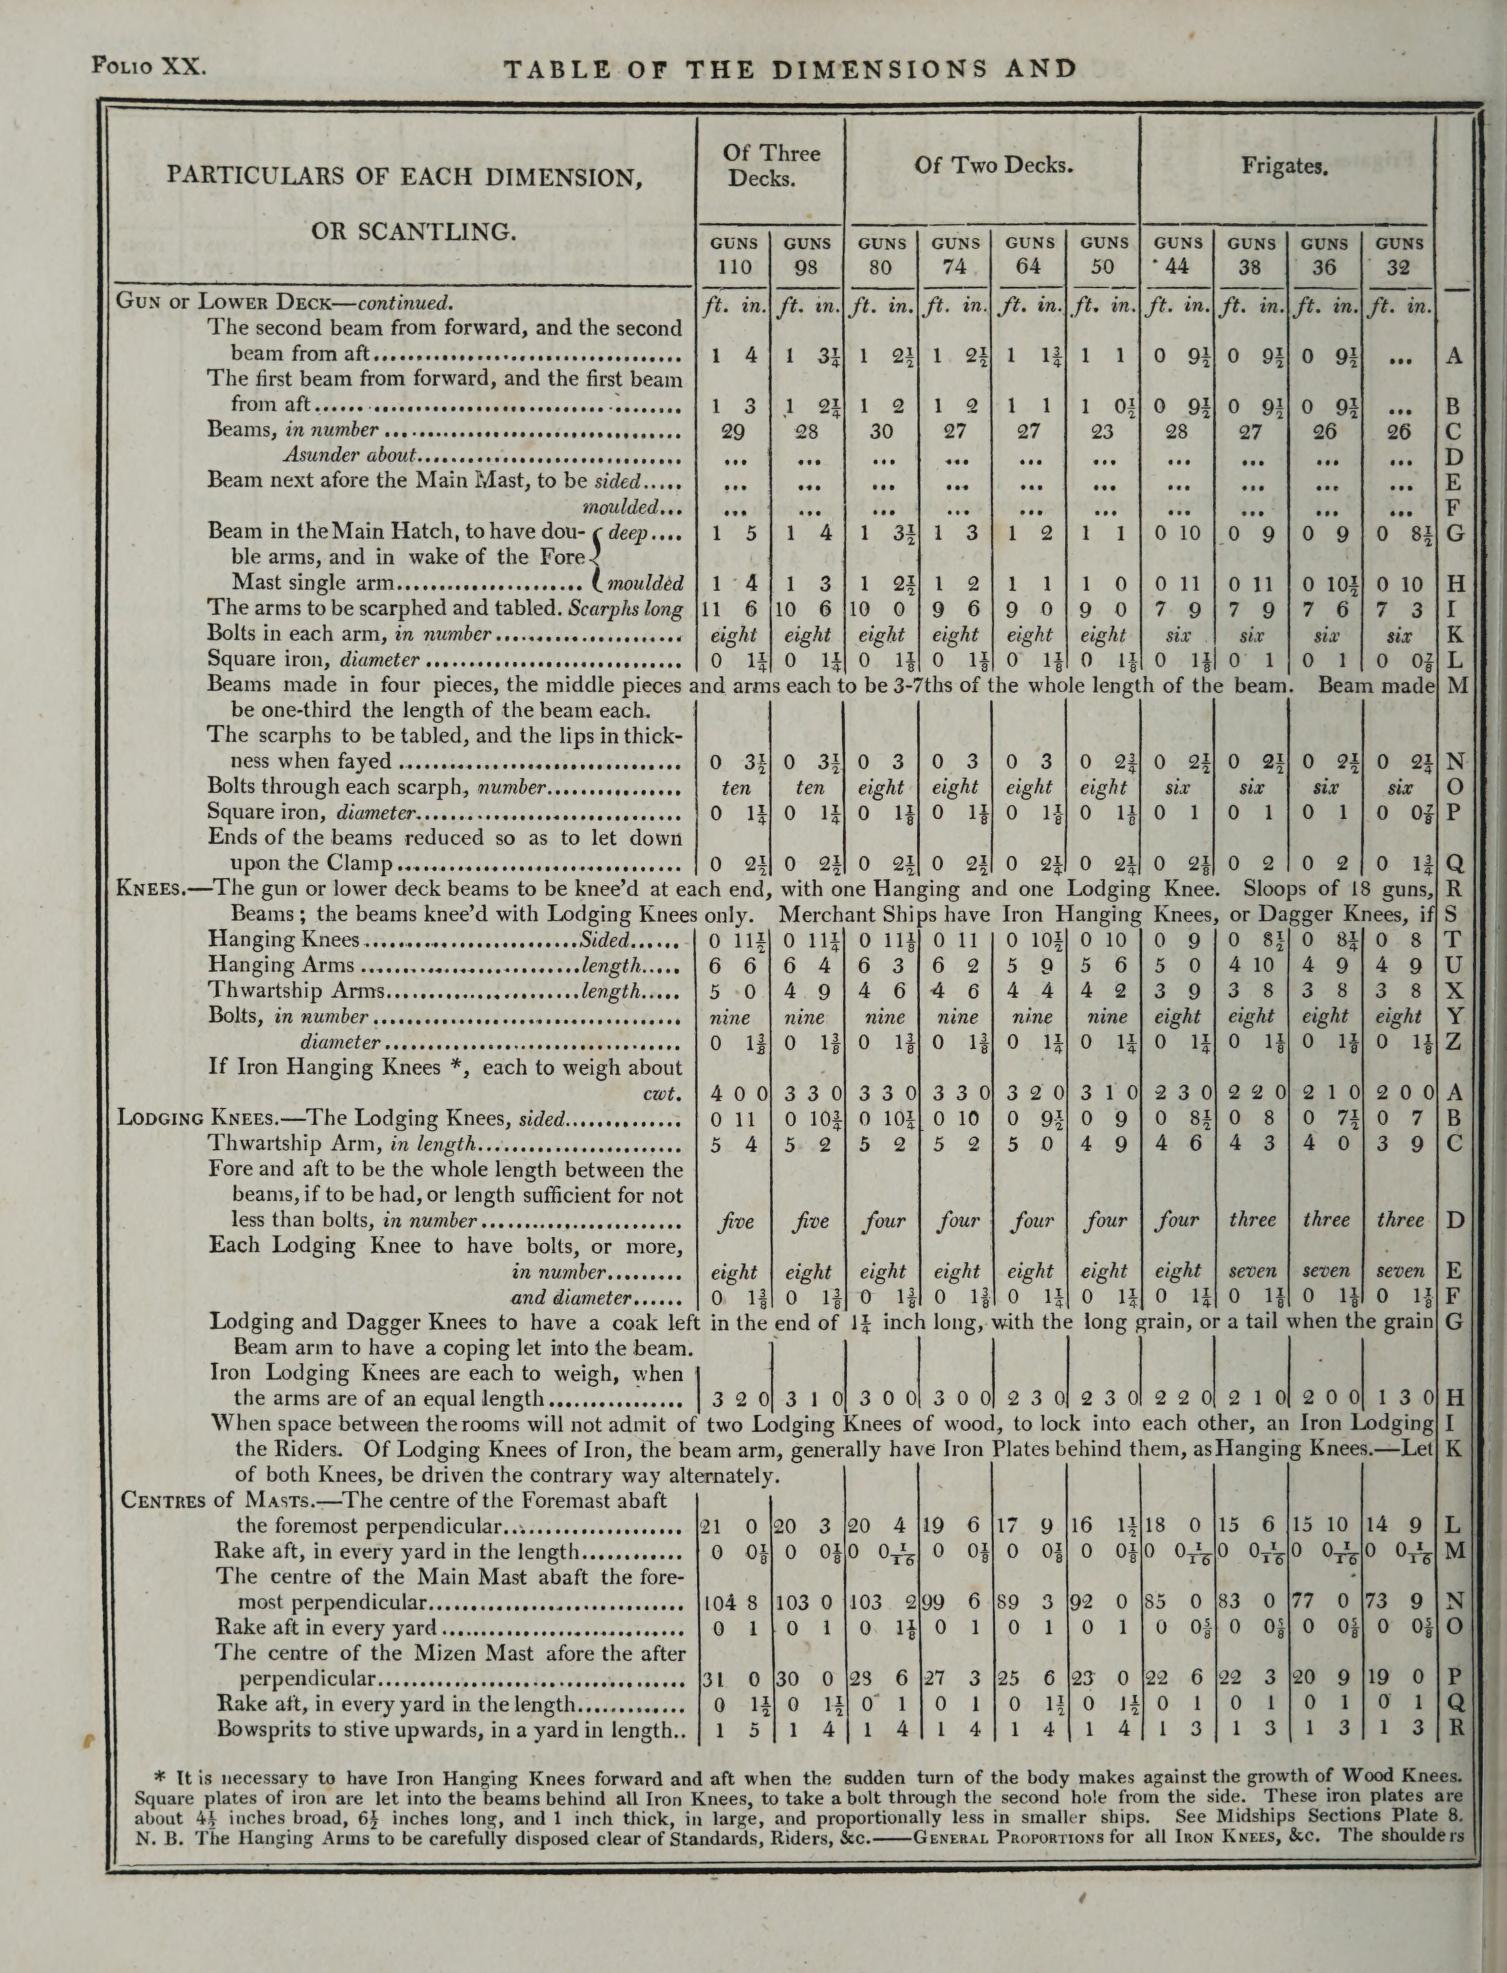 Folio XX.
TABLE OF THE DIMENSIONS AND
PARTICULARS OF EACH DIMENSION,
OR SCANTLING.
Of Three Decks.
Of Two Decks.
Frigates.
GUNS 110 GUNS 98 GUNS 80 GUNS 74 GUNS 64 GUNS 50 GUNS 44 GUNS 38 GUNS 36 GUNS 32
Gun or Lower Deck—continued. ft. in. ft. in. ft. in. ft. in. ft. in. ft. in. ft. in. ft. in. ft. in. ft. in.
The second beam from forward, and the second
beam from aft 1 4 1 3¼ 1 2½ 1 2½ 1 1¾ 1 1 0 9½ 0 9½ 0 9½ ... A
The first beam from forward, and the first beam
from aft 1 3 1 2¼ 1 2 1 2 1 1 1 0½ 0 9½ 0 9½ 0 9½ ... B
Beams, in number 29 28 30 27 27 23 28 27 26 26 C
Asunder about ... ... ... ... ... ... ... ... ... ... D
Beam next afore the Main Mast, to be sided ... ... ... ... ... ... ... ... ... ... E
moulded ... ... ... ... ... ... ... ... ... ... F
Beam in the Main Hatch, to have dou- deep 1 5 1 4 1 3½ 1 3 1 2 1 1 0 10 0 9 0 9 0 8½ G
ble arms, and in wake of the Fore
Mast single arm moulded 1 4 1 3 1 2½ 1 2 1 1 1 0 0 11 0 11 0 10½ 0 10 H
The arms to be scarphed and tabled. Scarphs long 11 6 10 6 10 0 9 6 9 0 9 0 7 9 7 9 7 6 7 3 I
Bolts in each arm, in number eight eight eight eight eight eight six six six six K
Square iron, diameter 0 1¼ 0 1¼ 0 1⅛ 0 1⅛ 0 1⅛ 0 1⅛ 0 1⅛ 0 1 0 1 0 0⅞ L
Beams made in four pieces, the middle pieces and arms each to be 3-7ths of the whole length of the beam. Beam made M
be one-third the length of the beam each.
The scarphs to be tabled, and the lips in thick-
ness when fayed 0 3½ 0 3½ 0 3 0 3 0 3 0 2¾ 0 2½ 0 2½ 0 2½ 0 2¼ N
Bolts through each scarph, number ten ten eight eight eight eight six six six six O
Square iron, diameter 0 1¼ 0 1¼ 0 1⅛ 0 1⅛ 0 1⅛ 0 1⅛ 0 1 0 1 0 1 0 0⅞ P
Ends of the beams reduced so as to let down
upon the Clamp 0 2½ 0 2½ 0 2½ 0 2½ 0 2¼ 0 2¼ 0 2⅛ 0 2 0 2 0 1¾ Q
Knees.—The gun or lower deck beams to be knee'd at each end, with one Hanging and one Lodging Knee. Sloops of 18 guns, R
Beams; the beams knee'd with Lodging Knees only. Merchant Ships have Iron Hanging Knees, or Dagger Knees, if S
Hanging Knees Sided 0 11½ 0 11¼ 0 11⅛ 0 11 0 10½ 0 10 0 9 0 8½ 0 8¼ 0 8 T
Hanging Arms length 6 6 6 4 6 3 6 2 5 9 5 6 5 0 4 10 4 9 4 9 U
Thwartship Arms length 5 0 4 9 4 6 4 6 4 4 4 2 3 9 3 8 3 8 3 8 X
Bolts, in number nine nine nine nine nine nine eight eight eight eight Y
diameter 0 1⅜ 0 1⅜ 0 1⅜ 0 1⅜ 0 1¼ 0 1¼ 0 1¼ 0 1⅛ 0 1⅛ 0 1⅛ Z
If Iron Hanging Knees *, each to weigh about
cwt. 4 0 0 3 3 0 3 3 0 3 3 0 3 2 0 3 1 0 2 3 0 2 2 0 2 1 0 2 0 0 A
Lodging Knees.—The Lodging Knees, sided 0 11 0 10¾ 0 10¼ 0 10 0 9½ 0 9 0 8½ 0 8 0 7½ 0 7 B
Thwartship Arm, in length 5 4 5 2 5 2 5 2 5 0 4 9 4 6 4 3 4 0 3 9 C
Fore and aft to be the whole length between the
beams, if to be had, or length sufficient for not
less than bolts, in number five five four four four four four three three three D
Each Lodging Knee to have bolts, or more,
in number eight eight eight eight eight eight eight seven seven seven E
and diameter 0 1⅜ 0 1⅜ 0 1⅜ 0 1⅜ 0 1¼ 0 1¼ 0 1¼ 0 1⅛ 0 1⅛ 0 1⅛ F
Lodging and Dagger Knees to have a coak left in the end of 1¼ inch long, with the long grain, or a tail when the grain G
Beam arm to have a coping let into the beam.
Iron Lodging Knees are each to weigh, when
the arms are of an equal length 3 2 0 3 1 0 3 0 0 3 0 0 2 3 0 2 3 0 2 2 0 2 1 0 2 0 0 1 3 0 H
When space between the rooms will not admit of two Lodging Knees of wood, to lock into each other, an Iron Lodging I
the Riders. Of Lodging Knees of Iron, the beam arm, generally have Iron Plates behind them, as Hanging Knees.—Let K
of both Knees, be driven the contrary way alternately.
Centres of Masts.—The centre of the Foremast abaft
the foremost perpendicular 21 0 20 3 20 4 19 6 17 9 16 1½ 18 0 15 6 15 10 14 9 L
Rake aft, in every yard in the length 0 0⅛ 0 0⅛ 0 0 1/16 0 0⅛ 0 0⅛ 0 0⅛ 0 0 1/16 0 0 1/16 0 0 1/16 0 0 1/16 M
The centre of the Main Mast abaft the fore-
most perpendicular 104 8 103 0 103 2 99 6 89 3 92 0 85 0 83 0 77 0 73 9 N
Rake aft in every yard 0 1 0 1 0 1⅛ 0 1 0 1 0 1 0 0⅝ 0 0⅝ 0 0⅝ 0 0⅝ O
The centre of the Mizen Mast afore the after
perpendicular 31 0 30 0 28 6 27 3 25 6 23 0 22 6 22 3 20 9 19 0 P
Rake aft, in every yard in the length 0 1½ 0 1½ 0 1 0 1 0 1½ 0 1½ 0 1 0 1 0 1 0 1 Q
Bowsprits to stive upwards, in a yard in length.. 1 5 1 4 1 4 1 4 1 4 1 4 1 3 1 3 1 3 1 3 R
* It is necessary to have Iron Hanging Knees forward and aft when the sudden turn of the body makes against the growth of Wood Knees.
Square plates of iron are let into the beams behind all Iron Knees, to take a bolt through the second hole from the side. These iron plates are
about 4½ inches broad, 6½ inches long, and 1 inch thick, in large, and proportionally less in smaller ships. See Midships Sections Plate 8.
N. B. The Hanging Arms to be carefully disposed clear of Standards, Riders, &c.——General Proportions for all Iron Knees, &c. The shoulders